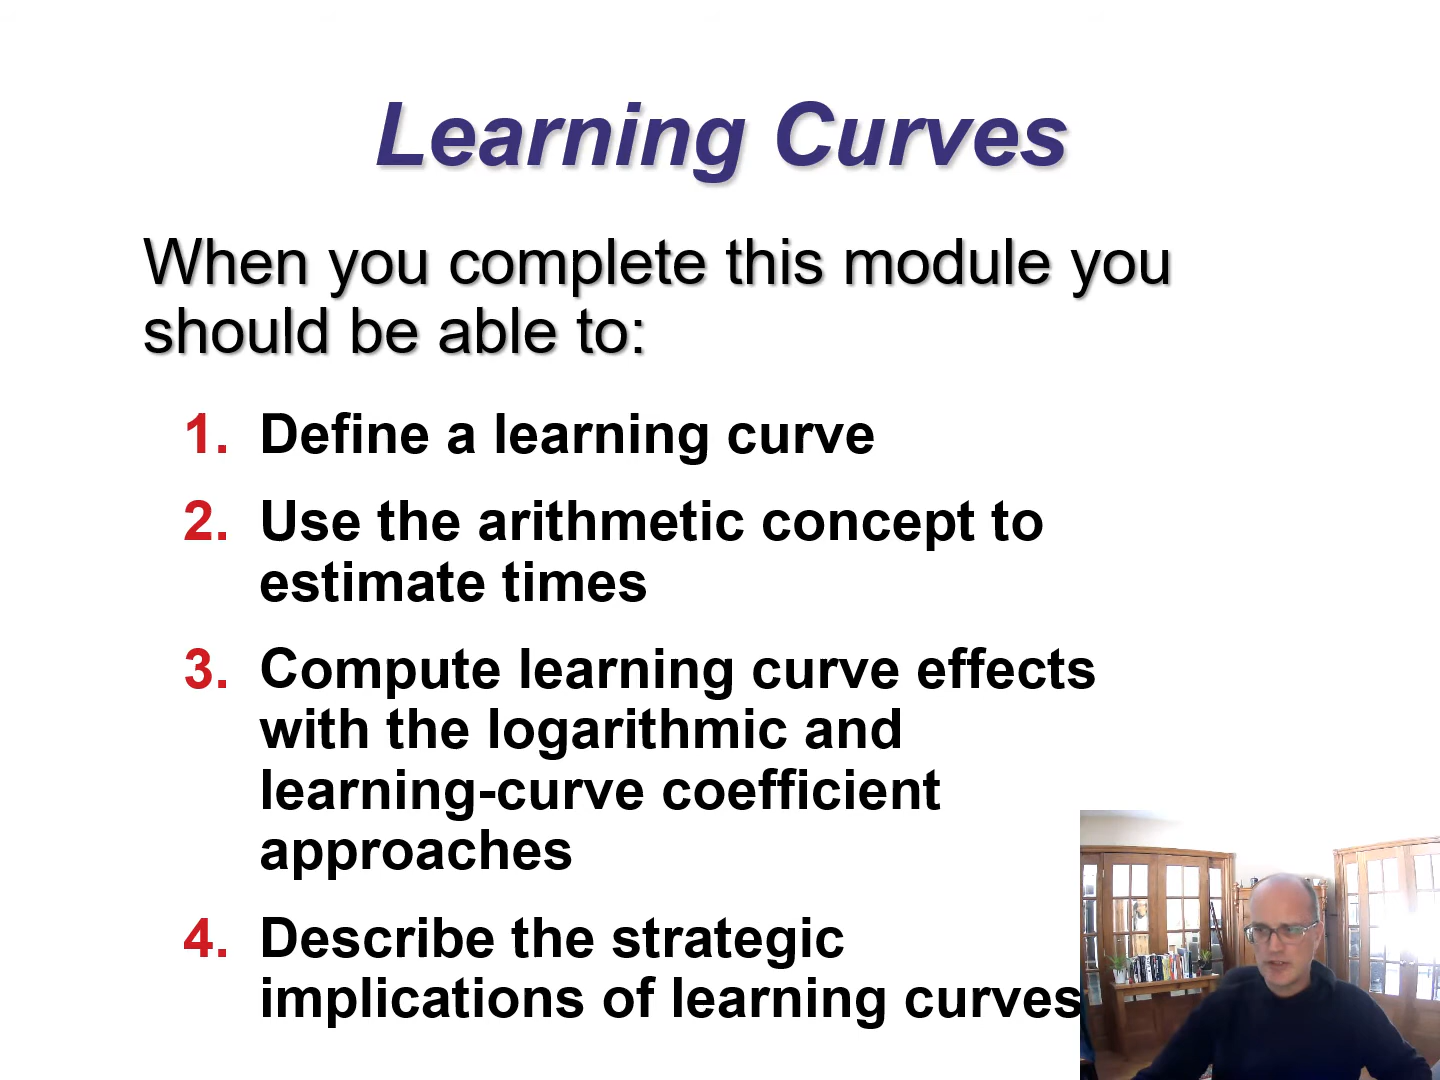 Learning Curves
When you complete this module you
should be able to:
1. Define a learning curve
2. Use the arithmetic concept to
estimate times
3. Compute learning curve effects
with the logarithmic and
learning-curve coefficient
approaches
4. Describe the strategic
implications of learning curves